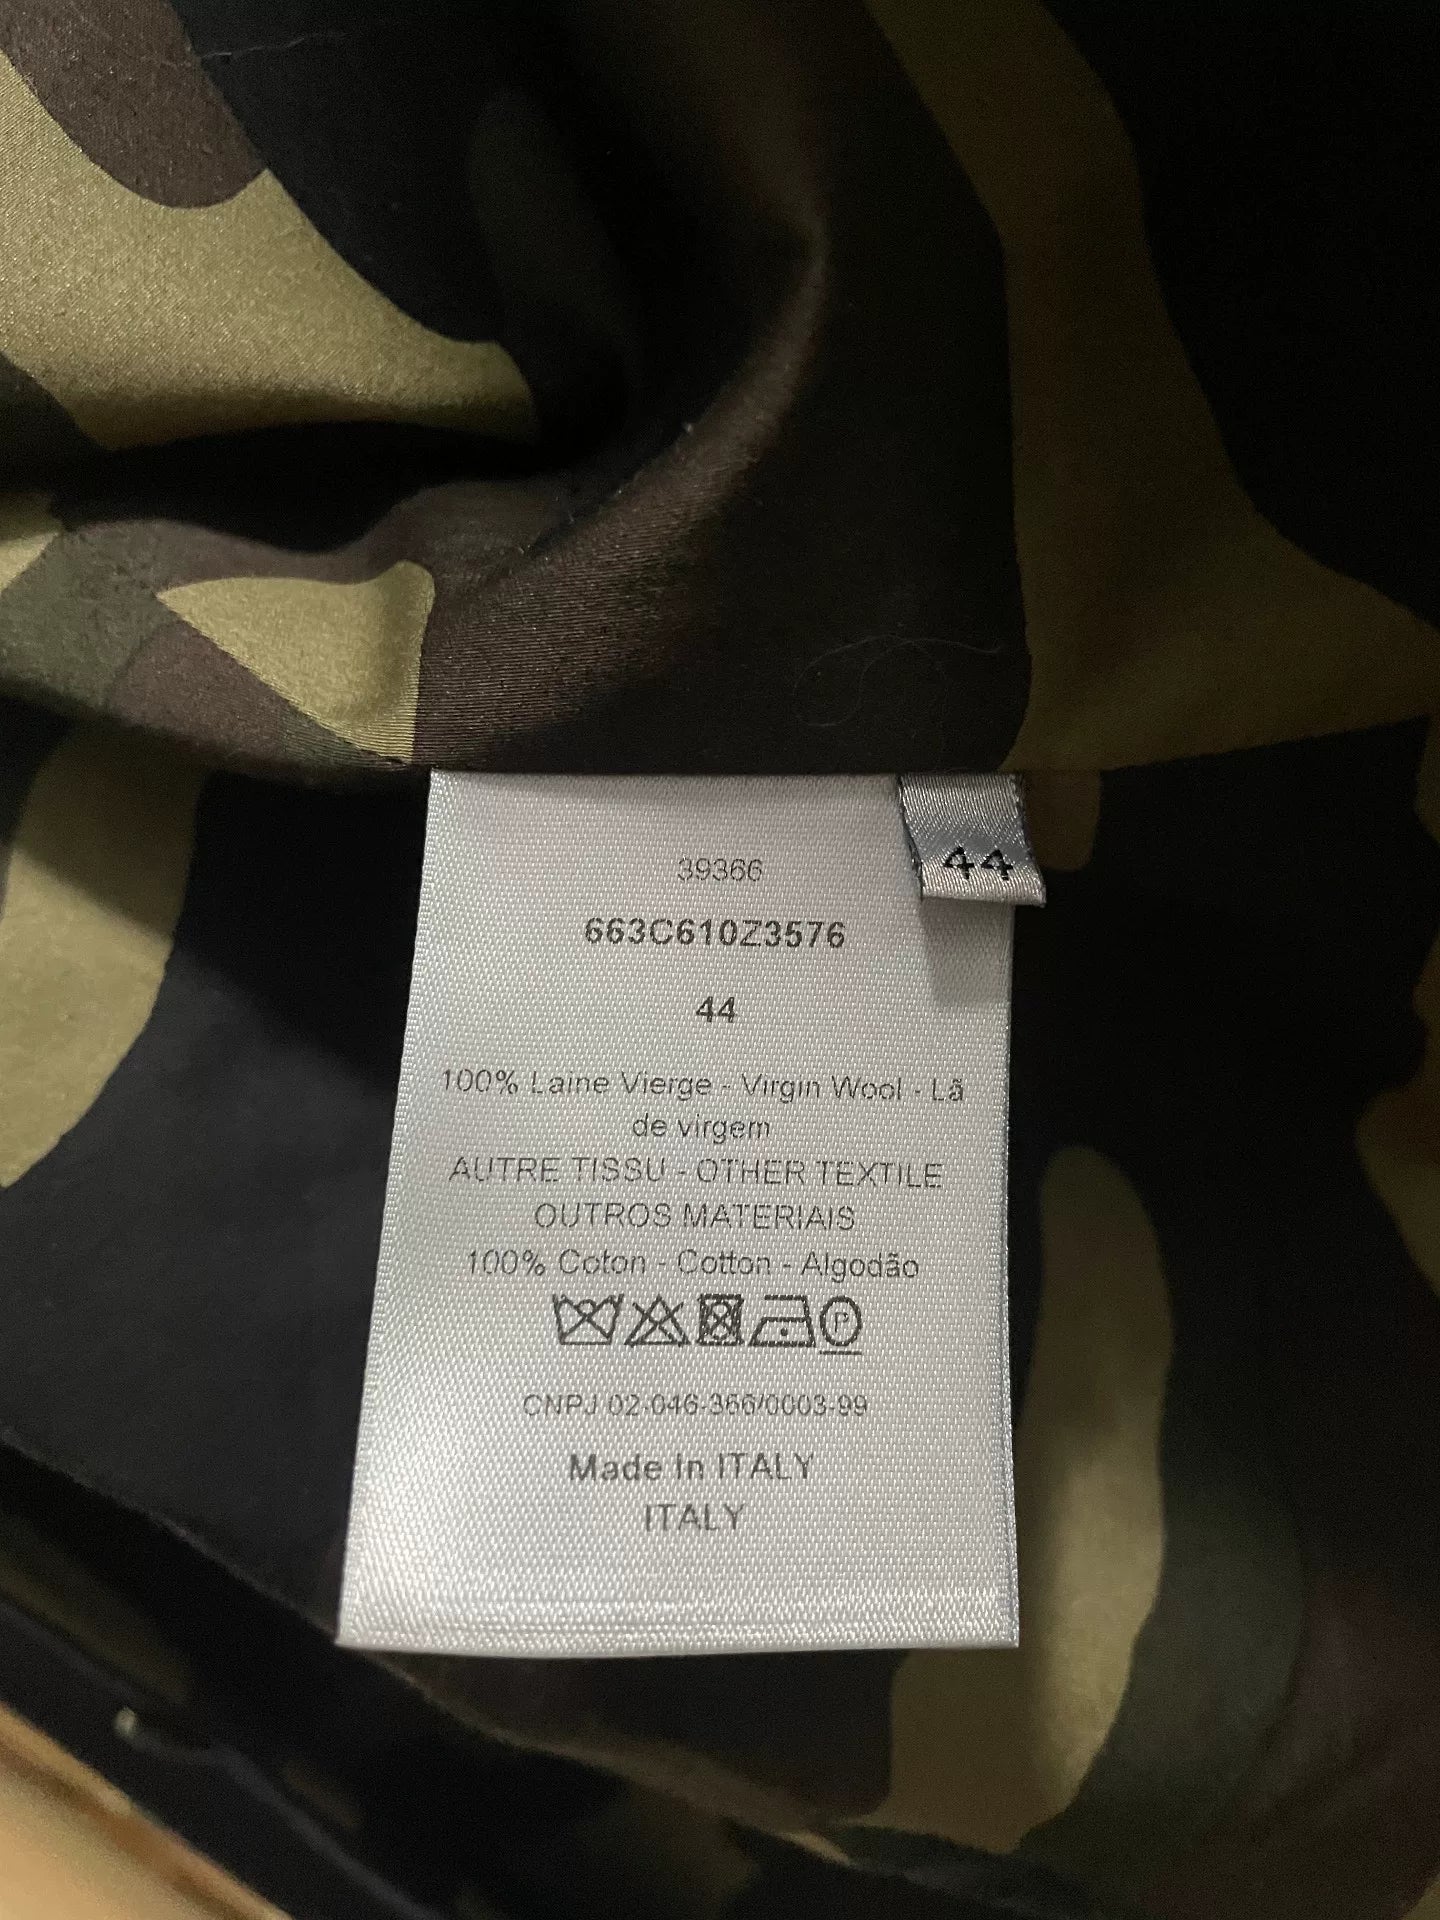 39366
44
663C610Z3576
44
100% Laine Vierge - Virgin Wool - Lã
de virgem
AUTRE TISSU - OTHER TEXTILE
OUTROS MATERIAIS
100% Coton - Cotton - Algodão
P
CNPJ 02-046-366/0003-99
Made in ITALY
ITALY